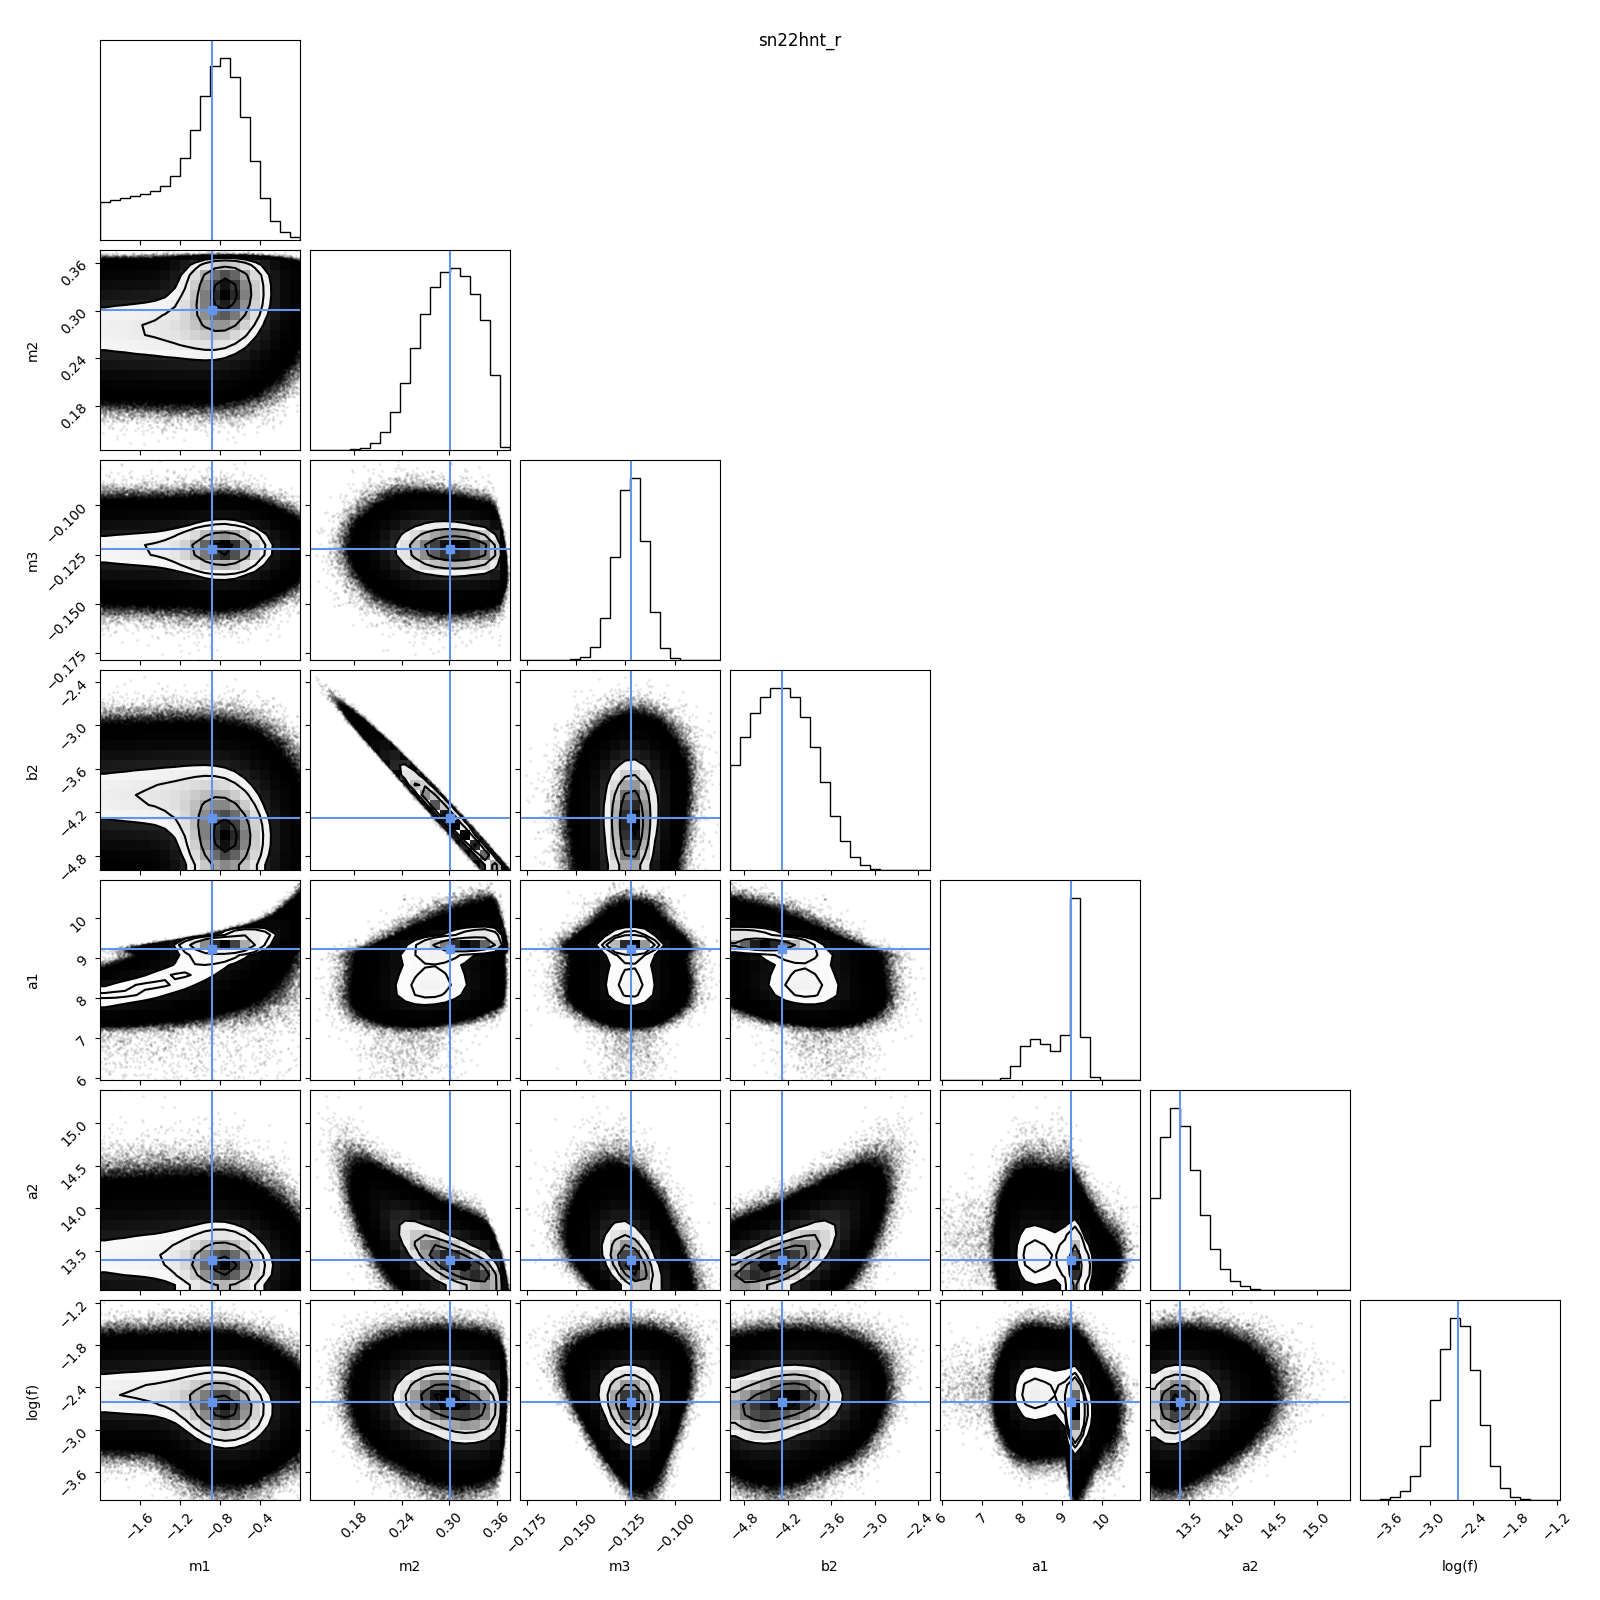 sn22hnt_r
m2
0.36
0.30
0.24
0.18
m3
−0.100
−0.125
−0.150
−0.175
b2
−2.4
−3.0
−3.6
−4.2
−4.8
a1
10
9
8
7
6
a2
15.0
14.5
14.0
13.5
log(f)
−1.2
−1.8
−2.4
−3.0
−3.6
−1.6 −1.2 −0.8 −0.4
0.18 0.24 0.30 0.36
−0.175 −0.150 −0.125 −0.100
−4.8 −4.2 −3.6 −3.0 −2.4
6 7 8 9 10
13.5 14.0 14.5 15.0
−3.6 −3.0 −2.4 −1.8 −1.2
m1 m2 m3 b2 a1 a2 log(f)